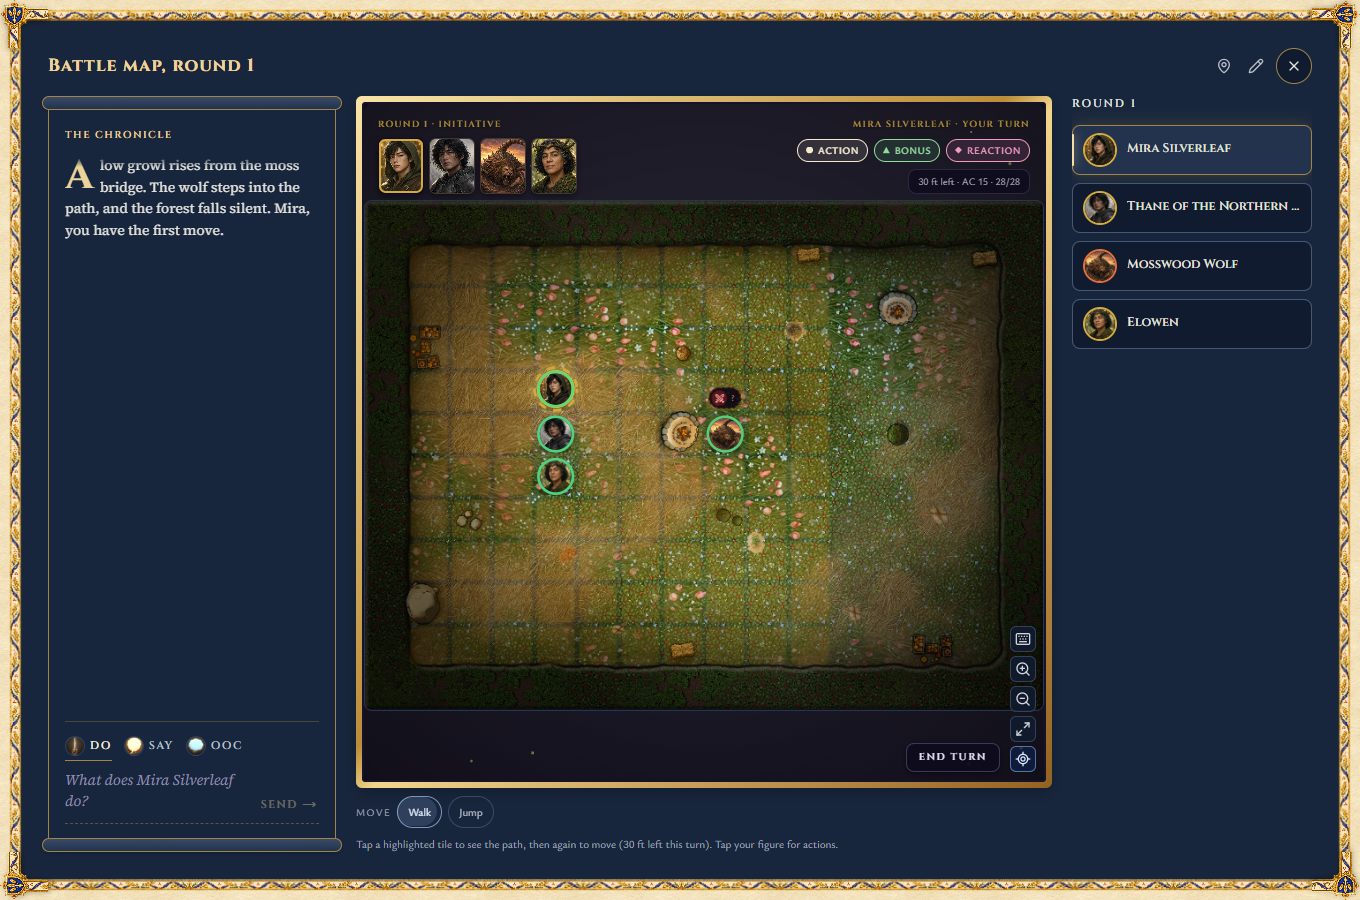 Battle map, round 1
THE CHRONICLE
A low growl rises from the moss
bridge. The wolf steps into the
path, and the forest falls silent. Mira,
you have the first move.
DO
SAY
OOC
What does Mira Silverleaf
do?
SEND →
ROUND 1 · INITIATIVE
MIRA SILVERLEAF · YOUR TURN
ACTION
BONUS
REACTION
30 ft left · AC 15 · 28/28
?
END TURN
MOVE
Walk
Jump
Tap a highlighted tile to see the path, then again to move (30 ft left this turn). Tap your figure for actions.
ROUND 1
Mira Silverleaf
Thane of the Northern ...
Mosswood Wolf
Elowen